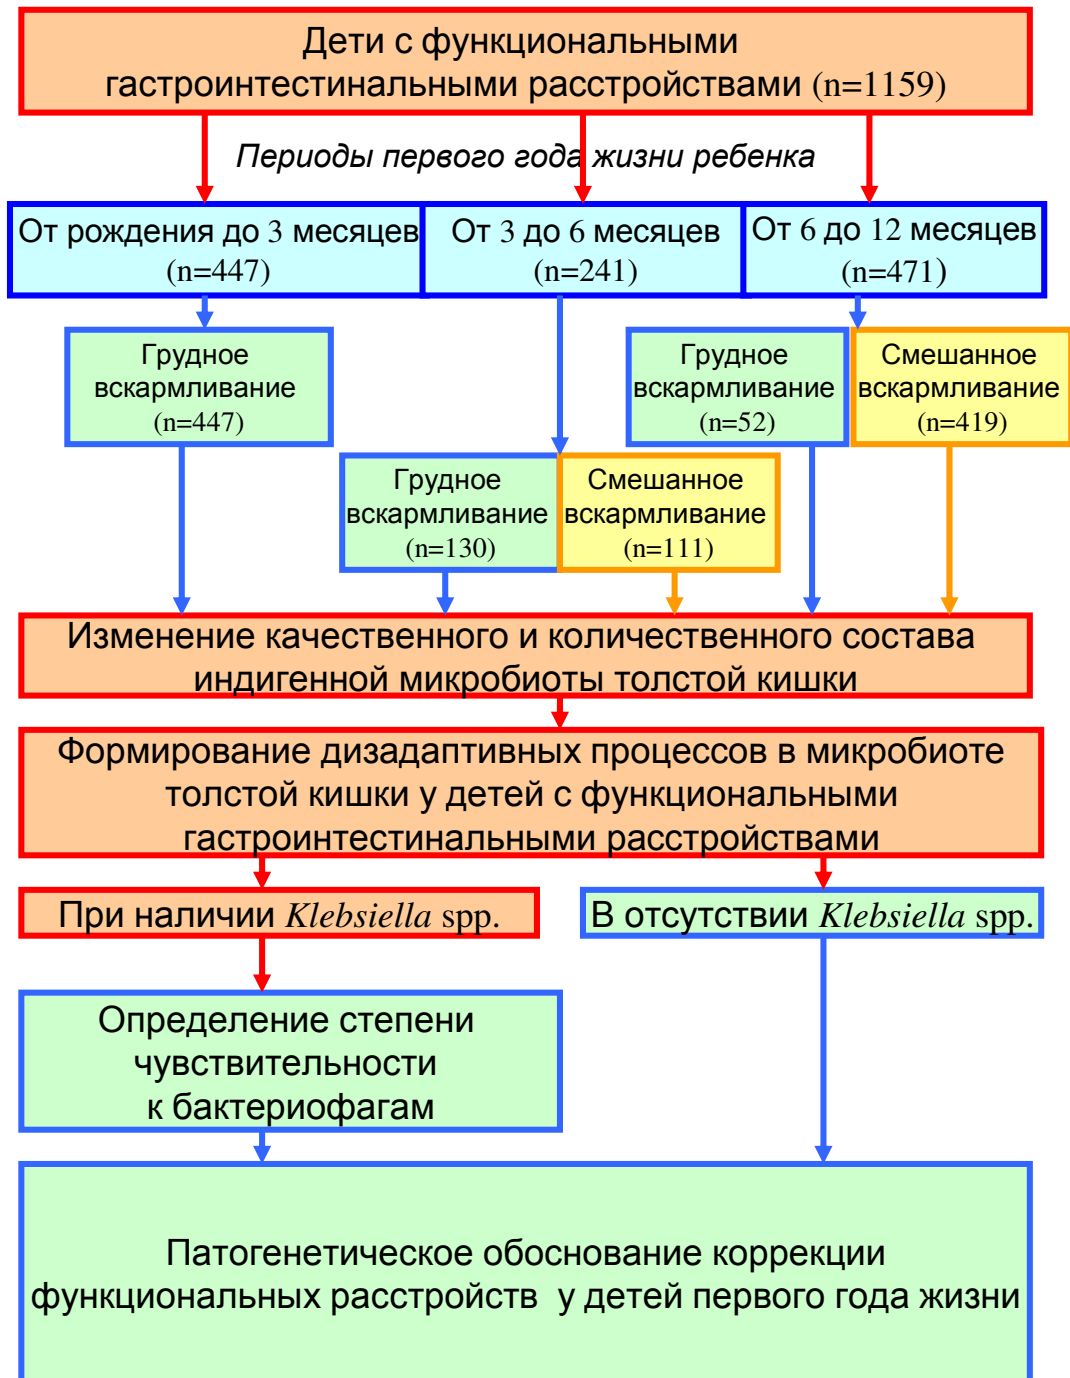 Дети с функциональными
гастроинтестинальными расстройствами (n=1159)
Периоды первого года жизни ребенка
От рождения до 3 месяцев
(n=447)
От 3 до 6 месяцев
(n=241)
От 6 до 12 месяцев
(n=471)
Грудное
вскармливание
(n=447)
Грудное
вскармливание
(n=52)
Смешанное
вскармливание
(n=419)
Грудное
вскармливание
(n=130)
Смешанное
вскармливание
(n=111)
Изменение качественного и количественного состава
индигенной микробиоты толстой кишки
Формирование дизадаптивных процессов в микробиоте
толстой кишки у детей с функциональными
гастроинтестинальными расстройствами
При наличии Klebsiella spp.
В отсутствии Klebsiella spp.
Определение степени
чувствительности
к бактериофагам
Патогенетическое обоснование коррекции
функциональных расстройств у детей первого года жизни